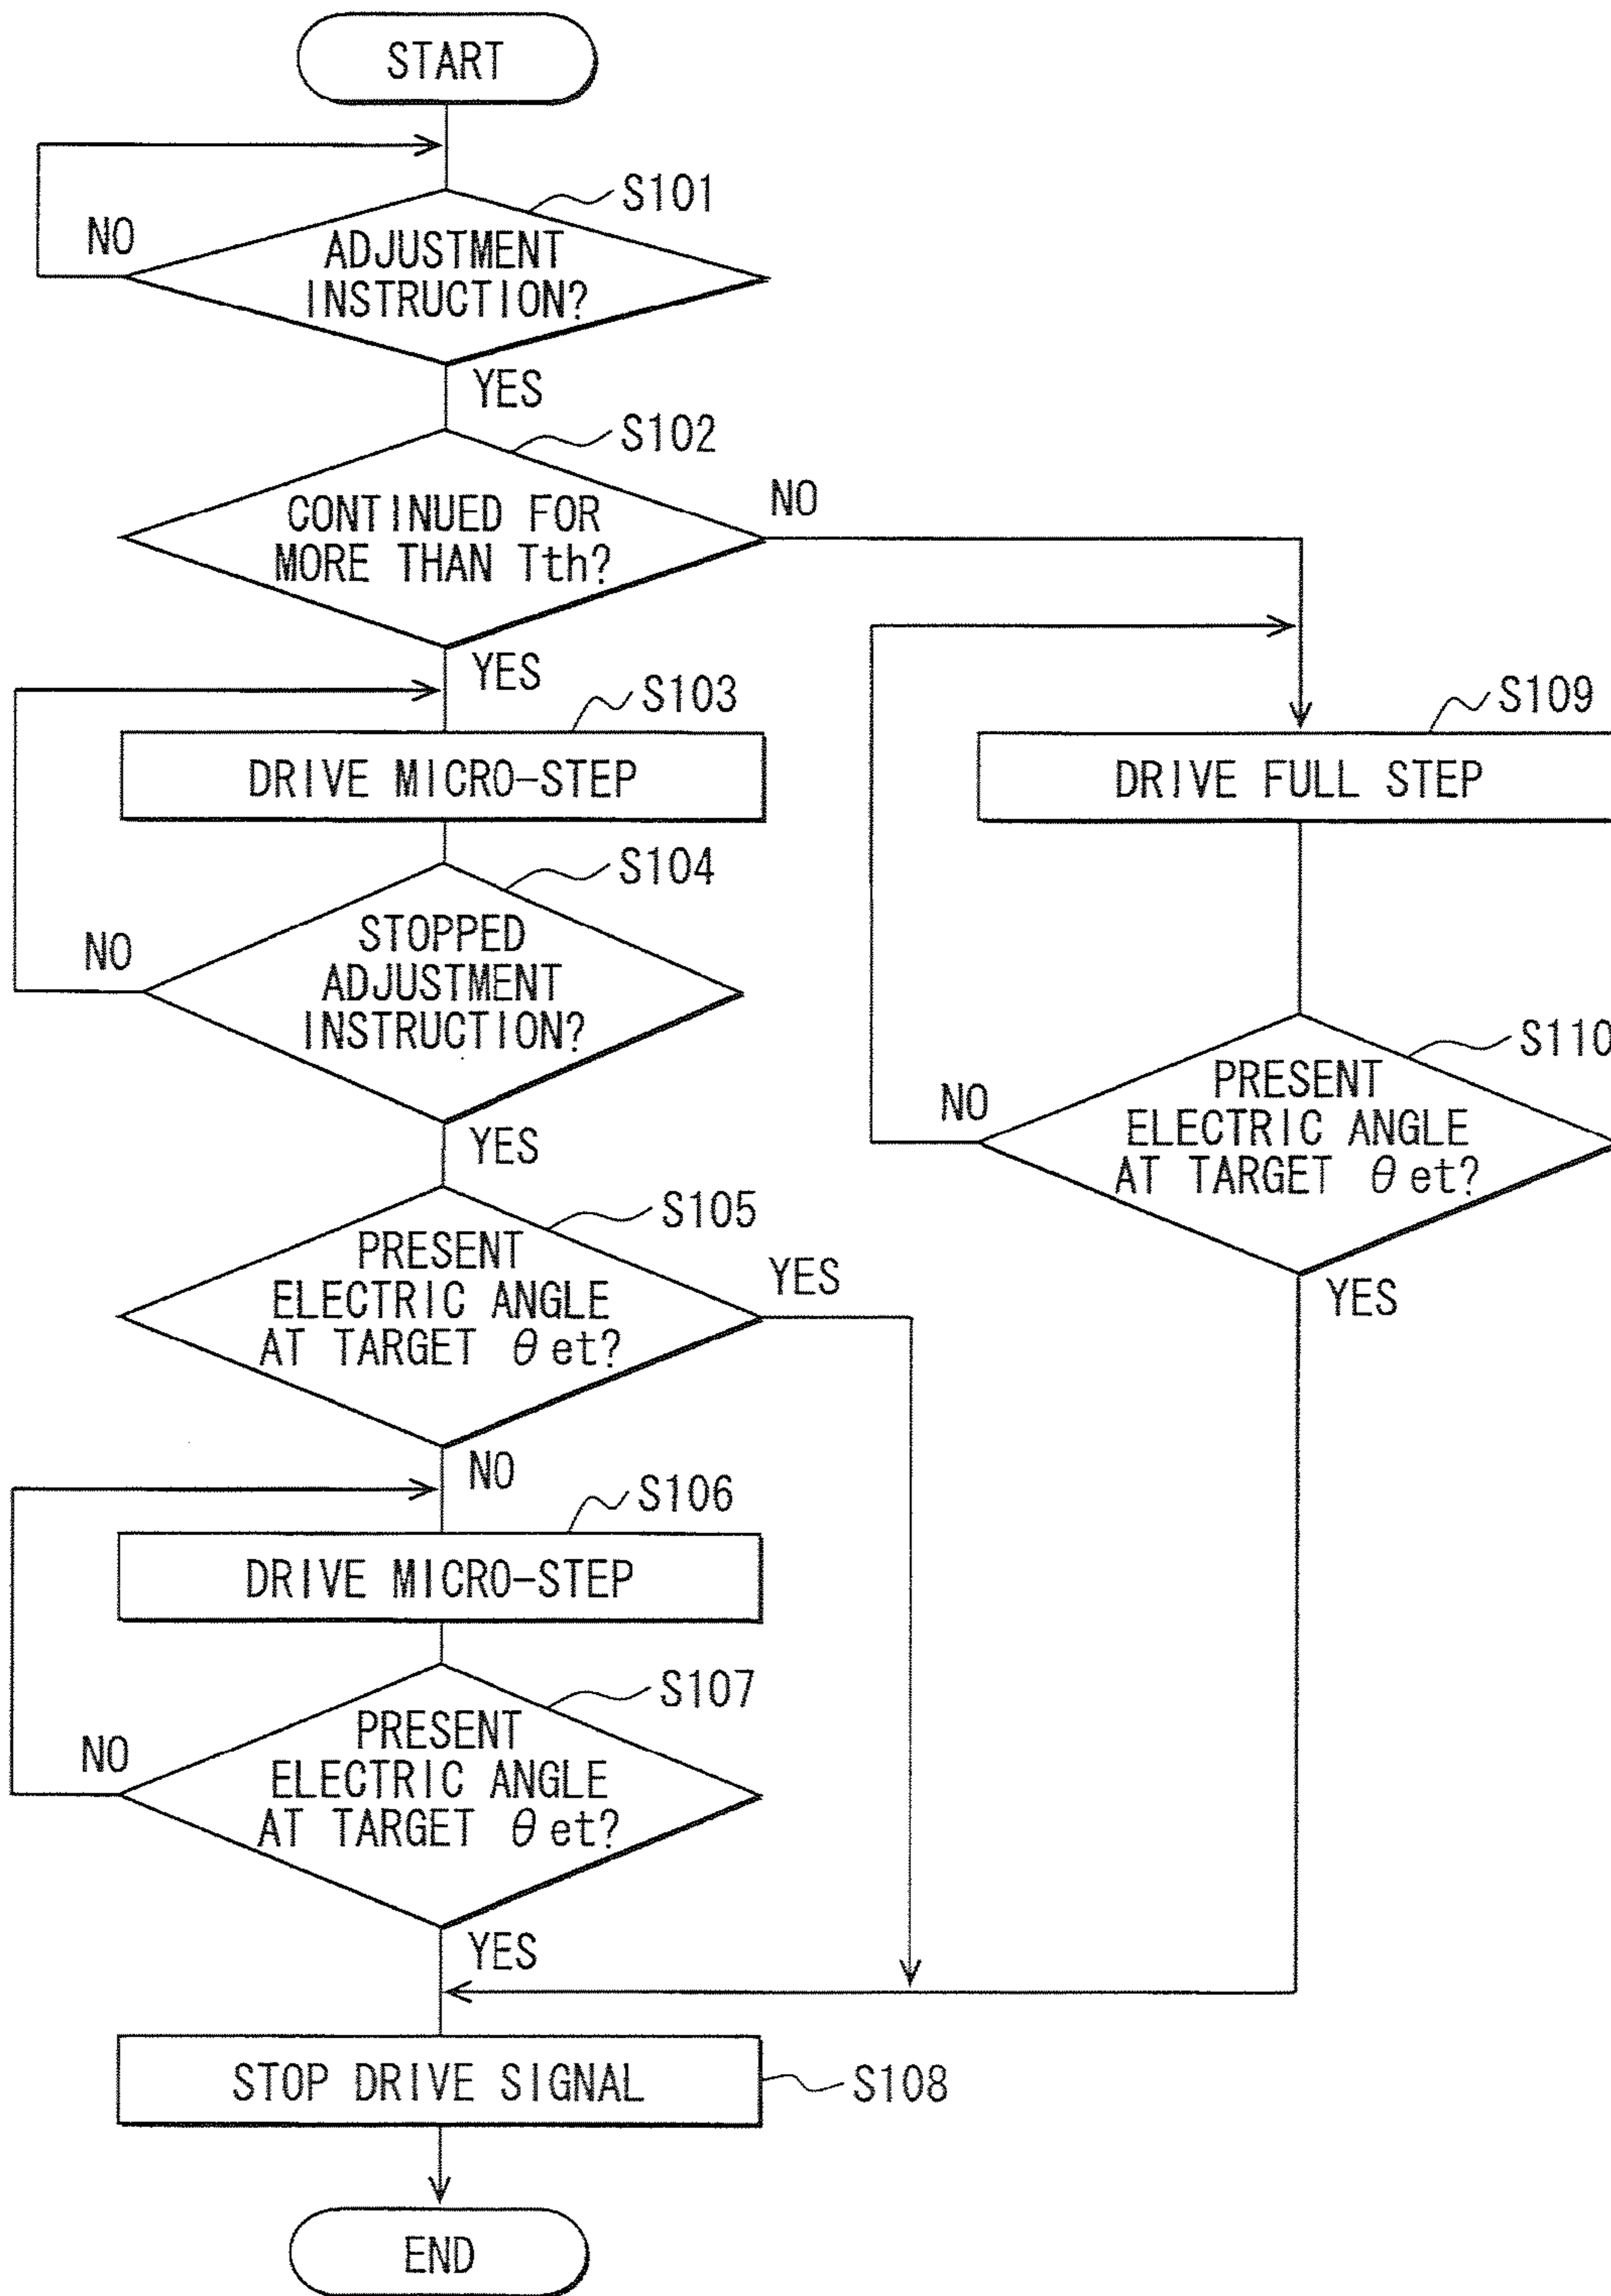 START
S101
NO
ADJUSTMENT
INSTRUCTION?
YES
S102
CONTINUED FOR
MORE THAN Tth?
NO
YES
S103
DRIVE MICRO-STEP
S109
DRIVE FULL STEP
S104
STOPPED
ADJUSTMENT
INSTRUCTION?
NO
YES
S110
PRESENT
ELECTRIC ANGLE
AT TARGET θet?
NO
YES
S105
PRESENT
ELECTRIC ANGLE
AT TARGET θet?
YES
NO
S106
DRIVE MICRO-STEP
S107
PRESENT
ELECTRIC ANGLE
AT TARGET θet?
NO
YES
STOP DRIVE SIGNAL
S108
END